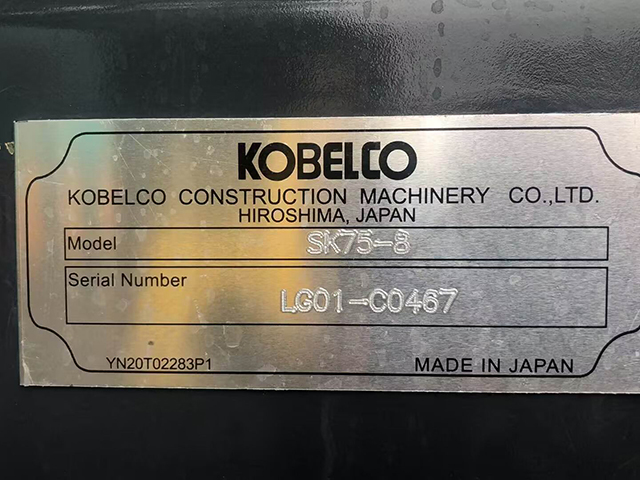 KOBELCO
KOBELCO CONSTRUCTION MACHINERY CO.,LTD.
HIROSHIMA, JAPAN
Model SK75-8
Serial Number LG01-C0467
YN20T02283P1 MADE IN JAPAN